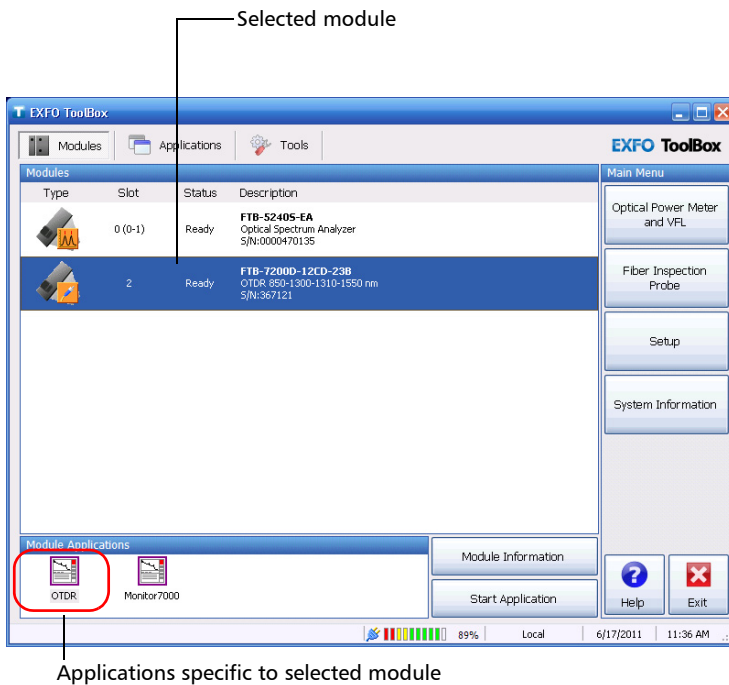 Selected module
EXFO ToolBox
Modules
Applications
Tools
EXFO ToolBox
Modules
Type Slot Status Description
0 (0-1) Ready FTB-5240S-EA
Optical Spectrum Analyzer
S/N:0000470135
2 Ready FTB-7200D-12CD-23B
OTDR 850-1300-1310-1550 nm
S/N:367121
Main Menu
Optical Power Meter
and VFL
Fiber Inspection
Probe
Setup
System Information
Module Applications
OTDR
Monitor7000
Module Information
Start Application
Help
Exit
89% Local 6/17/2011 11:36 AM
Applications specific to selected module